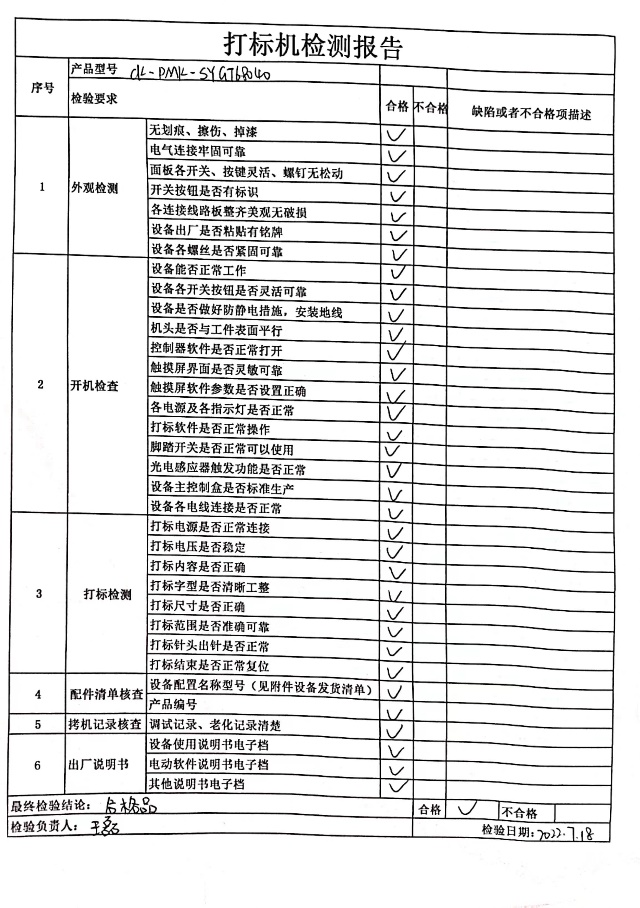 打标机检测报告
序号 产品型号
检验要求 合格 不合格 缺陷或者不合格项描述
1 外观检测
无划痕、擦伤、掉漆 ✓
电气连接牢固可靠 ✓
面板各开关、按键灵活、螺钉无松动 ✓
开关按钮是否有标识 ✓
各连接线路板整齐美观无破损 ✓
设备出厂是否粘贴有铭牌 ✓
设备各螺丝是否紧固可靠 ✓
2 开机检查
设备能否正常工作 ✓
设备各开关按钮是否灵活可靠 ✓
设备是否做好防静电措施，安装地线 ✓
机头是否与工件表面平行 ✓
控制器软件是否正常打开 ✓
触摸屏界面是否灵敏可靠 ✓
触摸屏软件参数是否设置正确 ✓
各电源及各指示灯是否正常 ✓
打标软件是否正常操作 ✓
脚踏开关是否正常可以使用 ✓
光电感应器触发功能是否正常 ✓
设备主控制盒是否标准生产 ✓
设备各电线连接是否正常 ✓
3 打标检测
打标电源是否正常连接 ✓
打标电压是否稳定 ✓
打标内容是否正确 ✓
打标字型是否清晰工整 ✓
打标尺寸是否正确 ✓
打标范围是否准确可靠 ✓
打标针头出针是否正常 ✓
打标结束是否正常复位 ✓
4 配件清单核查
设备配置名称型号（见附件设备发货清单） ✓
产品编号 ✓
5 拷机记录核查 调试记录、老化记录清楚 ✓
6 出厂说明书
设备使用说明书电子档 ✓
电动软件说明书电子档 ✓
其他说明书电子档 ✓
最终检验结论： 合格品 合格 ✓ 不合格
检验负责人： 检验日期：2022.7.18